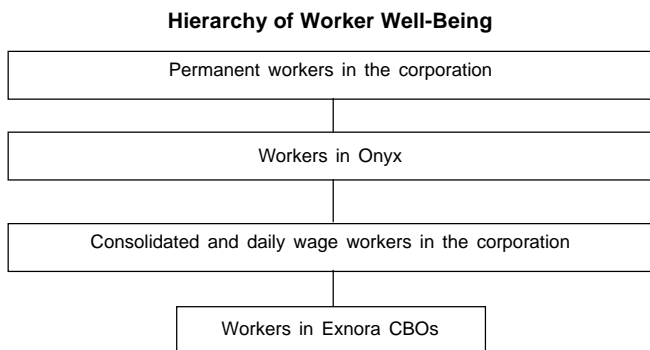 Hierarchy of Worker Well-Being
Permanent workers in the corporation
Workers in Onyx
Consolidated and daily wage workers in the corporation
Workers in Exnora CBOs